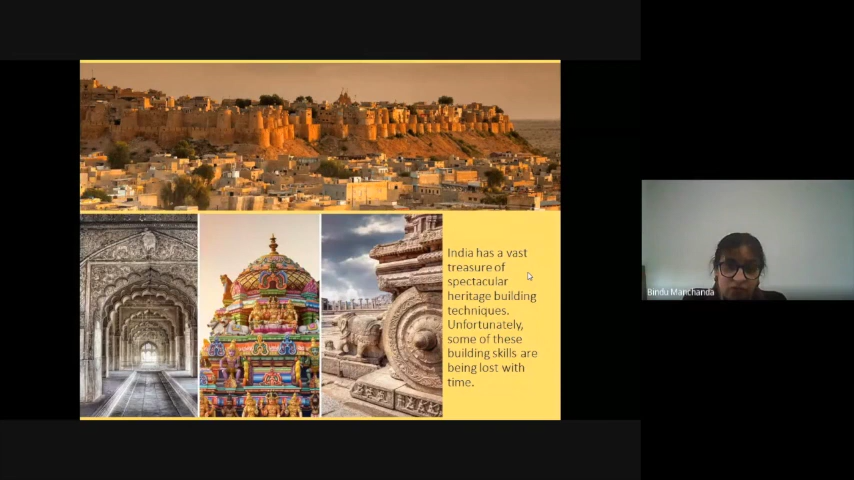 India has a vast
treasure of
spectacular
heritage building
techniques.
Unfortunately,
some of these
building skills are
being lost with
time.
Bindu Manchanda